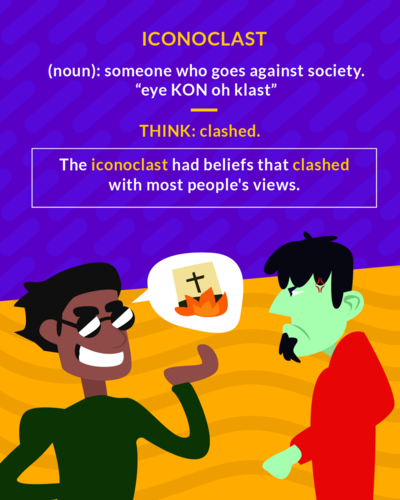 ICONOCLAST
(noun): someone who goes against society.
“eye KON oh klast”
THINK: clashed.
The iconoclast had beliefs that clashed
with most people's views.